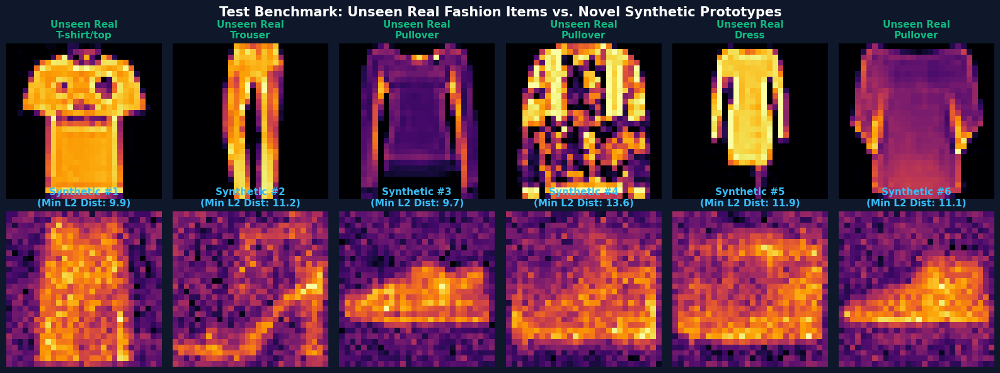 Test Benchmark: Unseen Real Fashion Items vs. Novel Synthetic Prototypes
Unseen Real
T-shirt/top
Unseen Real
Trouser
Unseen Real
Pullover
Unseen Real
Pullover
Unseen Real
Dress
Unseen Real
Pullover
Synthetic #1
(Min L2 Dist: 9.9)
Synthetic #2
(Min L2 Dist: 11.2)
Synthetic #3
(Min L2 Dist: 9.7)
Synthetic #4
(Min L2 Dist: 13.6)
Synthetic #5
(Min L2 Dist: 11.9)
Synthetic #6
(Min L2 Dist: 11.1)